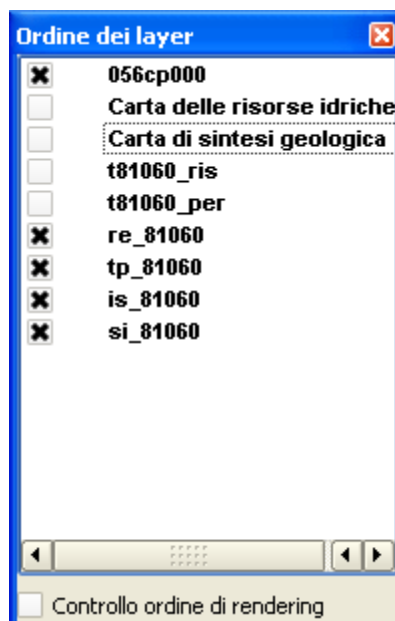 Ordine dei layer
056cp000
Carta delle risorse idriche
Carta di sintesi geologica
t81060_ris
t81060_per
re_81060
tp_81060
is_81060
si_81060
Controllo ordine di rendering